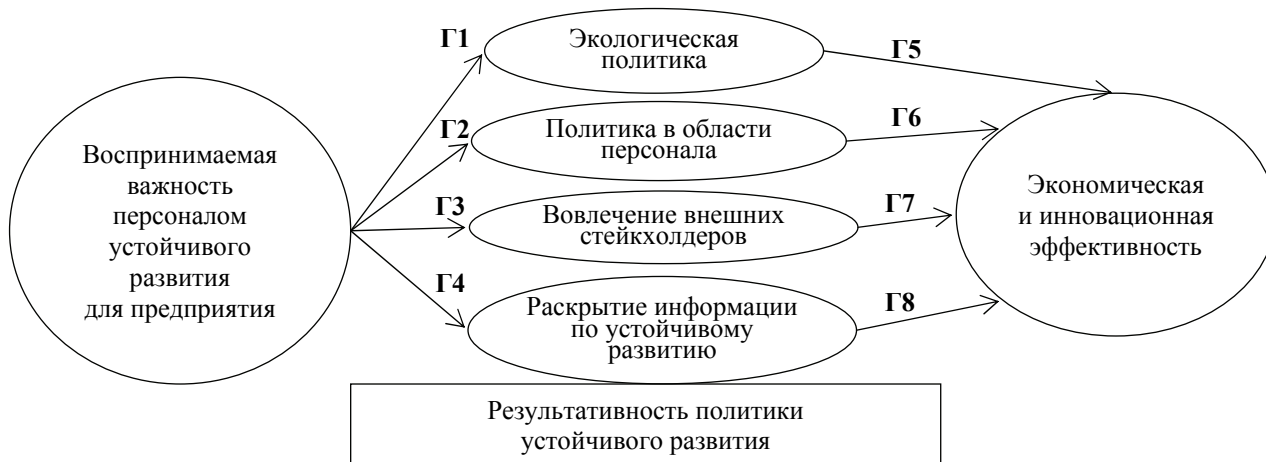 Воспринимаемая
важность
персоналом
устойчивого
развития
для предприятия
Г1
Г2
Г3
Г4
Экологическая
политика
Политика в области
персонала
Вовлечение внешних
стейкхолдеров
Раскрытие информации
по устойчивому
развитию
Результативность политики
устойчивого развития
Г5
Г6
Г7
Г8
Экономическая
и инновационная
эффективность